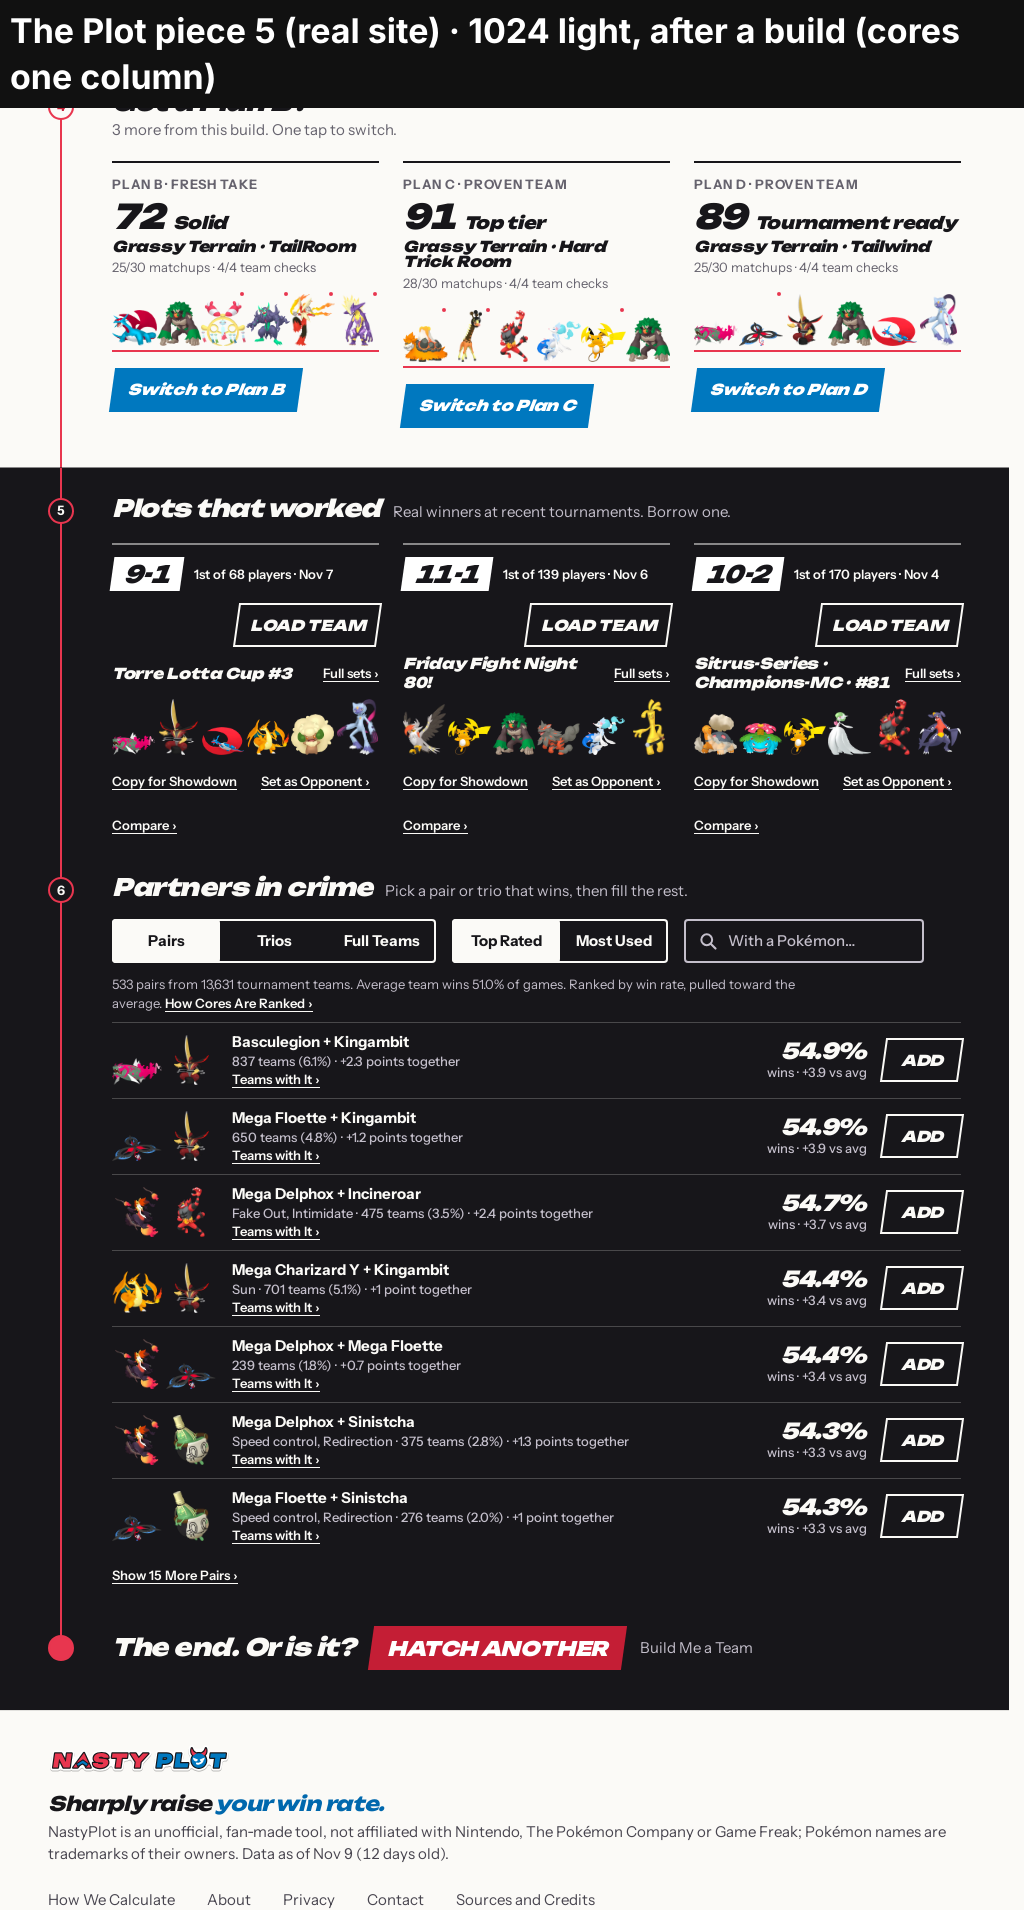 The Plot piece 5 (real site) · 1024 light, after a build (cores
one column)
3 more from this build. One tap to switch.
PLAN B · FRESH TAKE
72 Solid
Grassy Terrain · TailRoom
25/30 matchups · 4/4 team checks
Switch to Plan B
PLAN C · PROVEN TEAM
91 Top tier
Grassy Terrain · Hard
Trick Room
28/30 matchups · 4/4 team checks
Switch to Plan C
PLAN D · PROVEN TEAM
89 Tournament ready
Grassy Terrain · Tailwind
25/30 matchups · 4/4 team checks
Switch to Plan D
5
Plots that worked Real winners at recent tournaments. Borrow one.
9-1 1st of 68 players · Nov 7
LOAD TEAM
Torre Lotta Cup #3 Full sets ›
Copy for Showdown Set as Opponent ›
Compare ›
11-1 1st of 139 players · Nov 6
LOAD TEAM
Friday Fight Night
80! Full sets ›
Copy for Showdown Set as Opponent ›
Compare ›
10-2 1st of 170 players · Nov 4
LOAD TEAM
Sitrus-Series ·
Champions-MC · #81 Full sets ›
Copy for Showdown Set as Opponent ›
Compare ›
6
Partners in crime Pick a pair or trio that wins, then fill the rest.
Pairs Trios Full Teams Top Rated Most Used With a Pokémon...
533 pairs from 13,631 tournament teams. Average team wins 51.0% of games. Ranked by win rate, pulled toward the
average. How Cores Are Ranked ›
Basculegion + Kingambit
837 teams (6.1%) · +2.3 points together
Teams with It ›
54.9%
wins · +3.9 vs avg
ADD
Mega Floette + Kingambit
650 teams (4.8%) · +1.2 points together
Teams with It ›
54.9%
wins · +3.9 vs avg
ADD
Mega Delphox + Incineroar
Fake Out, Intimidate · 475 teams (3.5%) · +2.4 points together
Teams with It ›
54.7%
wins · +3.7 vs avg
ADD
Mega Charizard Y + Kingambit
Sun · 701 teams (5.1%) · +1 point together
Teams with It ›
54.4%
wins · +3.4 vs avg
ADD
Mega Delphox + Mega Floette
239 teams (1.8%) · +0.7 points together
Teams with It ›
54.4%
wins · +3.4 vs avg
ADD
Mega Delphox + Sinistcha
Speed control, Redirection · 375 teams (2.8%) · +1.3 points together
Teams with It ›
54.3%
wins · +3.3 vs avg
ADD
Mega Floette + Sinistcha
Speed control, Redirection · 276 teams (2.0%) · +1 point together
Teams with It ›
54.3%
wins · +3.3 vs avg
ADD
Show 15 More Pairs ›
The end. Or is it? HATCH ANOTHER Build Me a Team
NASTY PLOT
Sharply raise your win rate.
NastyPlot is an unofficial, fan-made tool, not affiliated with Nintendo, The Pokémon Company or Game Freak; Pokémon names are
trademarks of their owners. Data as of Nov 9 (12 days old).
How We Calculate About Privacy Contact Sources and Credits